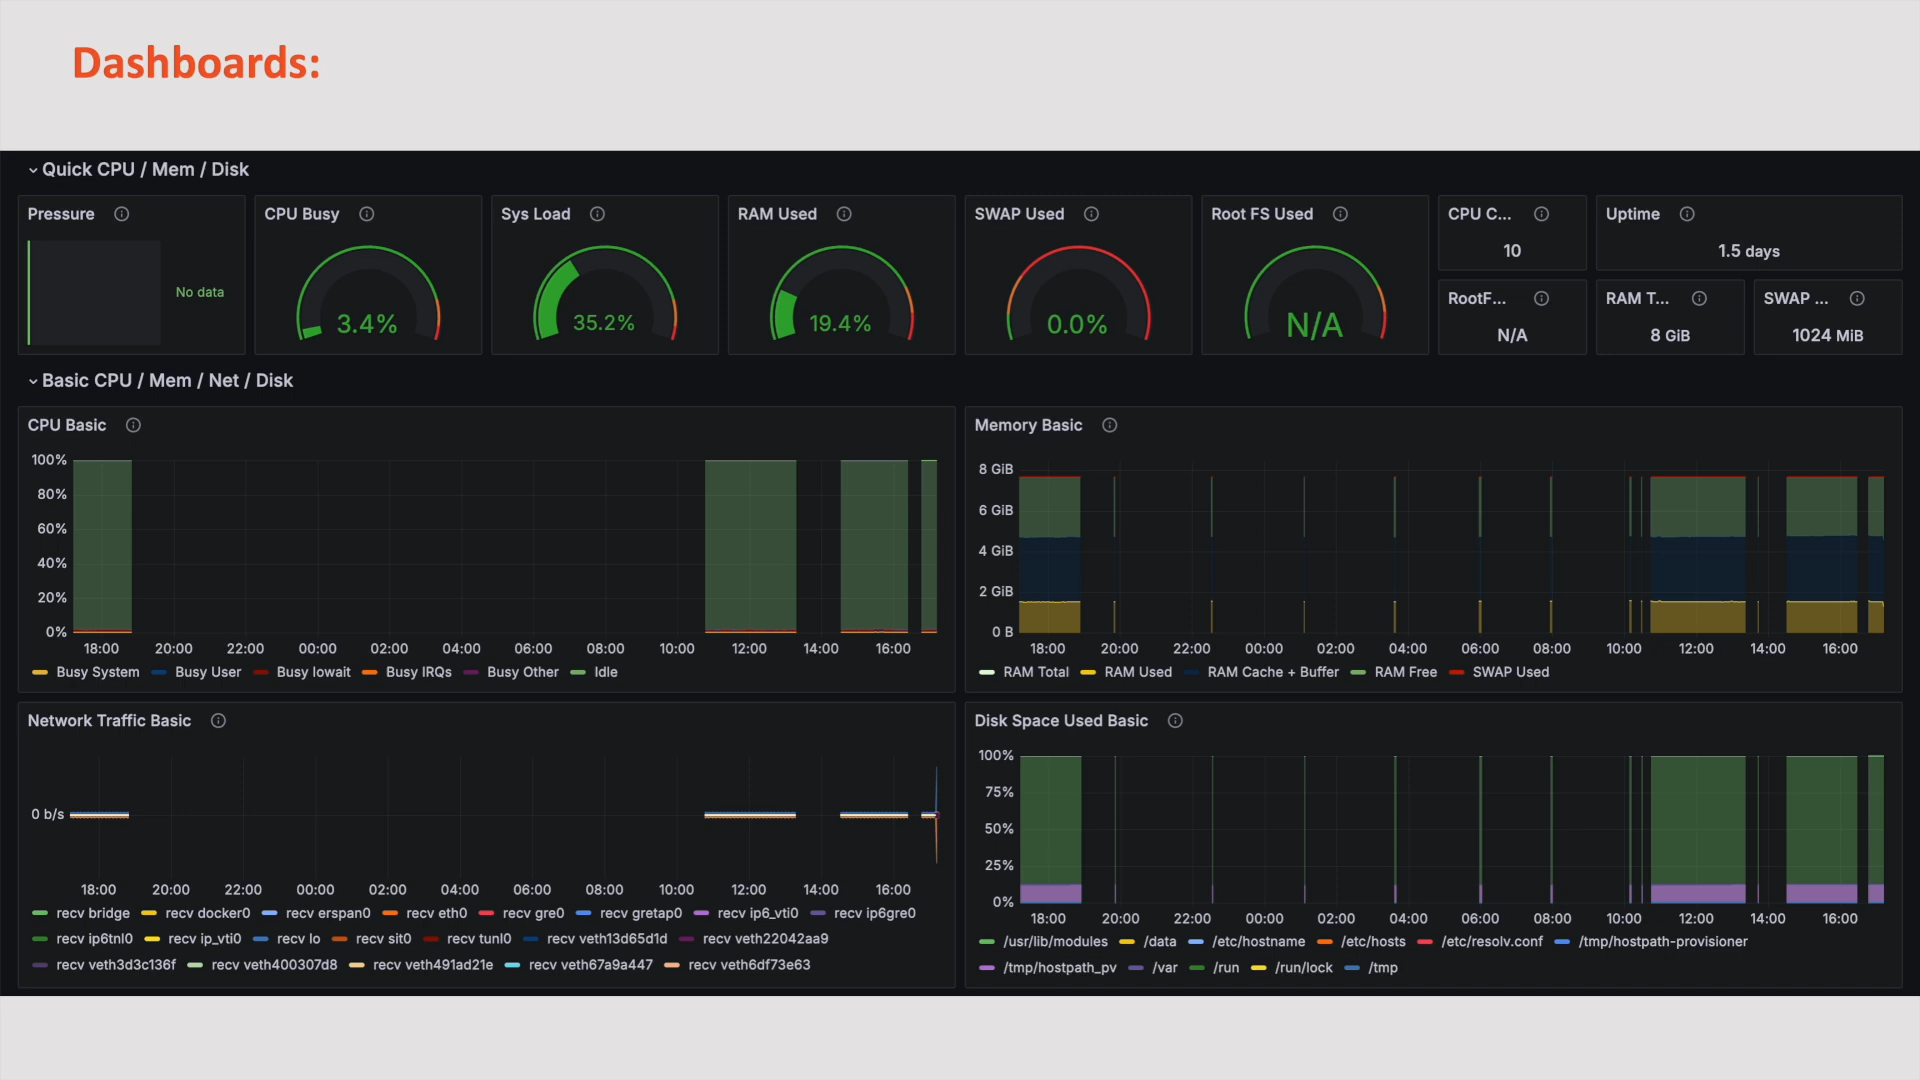 Dashboards:
Quick CPU / Mem / Disk
Pressure
CPU Busy
Sys Load
RAM Used
SWAP Used
Root FS Used
CPU C...
Uptime
No data
3.4%
35.2%
19.4%
0.0%
N/A
10
1.5 days
RootF...
RAM T...
SWAP ...
N/A
8 GiB
1024 MiB
Basic CPU / Mem / Net / Disk
CPU Basic
100%
80%
60%
40%
20%
0%
18:00 20:00 22:00 00:00 02:00 04:00 06:00 08:00 10:00 12:00 14:00 16:00
Busy System Busy User Busy Iowait Busy IRQs Busy Other Idle
Memory Basic
8 GiB
6 GiB
4 GiB
2 GiB
0 B
18:00 20:00 22:00 00:00 02:00 04:00 06:00 08:00 10:00 12:00 14:00 16:00
RAM Total RAM Used RAM Cache + Buffer RAM Free SWAP Used
Network Traffic Basic
0 b/s
18:00 20:00 22:00 00:00 02:00 04:00 06:00 08:00 10:00 12:00 14:00 16:00
recv bridge recv docker0 recv erspan0 recv eth0 recv gre0 recv gretap0 recv ip6_vti0 recv ip6gre0
recv ip6tnl0 recv ip_vti0 recv lo recv sit0 recv tunl0 recv veth13d65d1d recv veth22042aa9
recv veth3d3c136f recv veth400307d8 recv veth491ad21e recv veth67a9a447 recv veth6df73e63
Disk Space Used Basic
100%
75%
50%
25%
0%
18:00 20:00 22:00 00:00 02:00 04:00 06:00 08:00 10:00 12:00 14:00 16:00
/usr/lib/modules /data /etc/hostname /etc/hosts /etc/resolv.conf /tmp/hostpath-provisioner
/tmp/hostpath_pv /var /run /run/lock /tmp